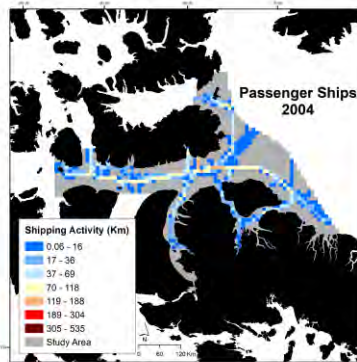 Passenger Ships
2004
Shipping Activity (Km)
0.06 - 16
17 - 36
37 - 69
70 - 118
119 - 188
189 - 304
305 - 535
Study Area
0 60 120 Km